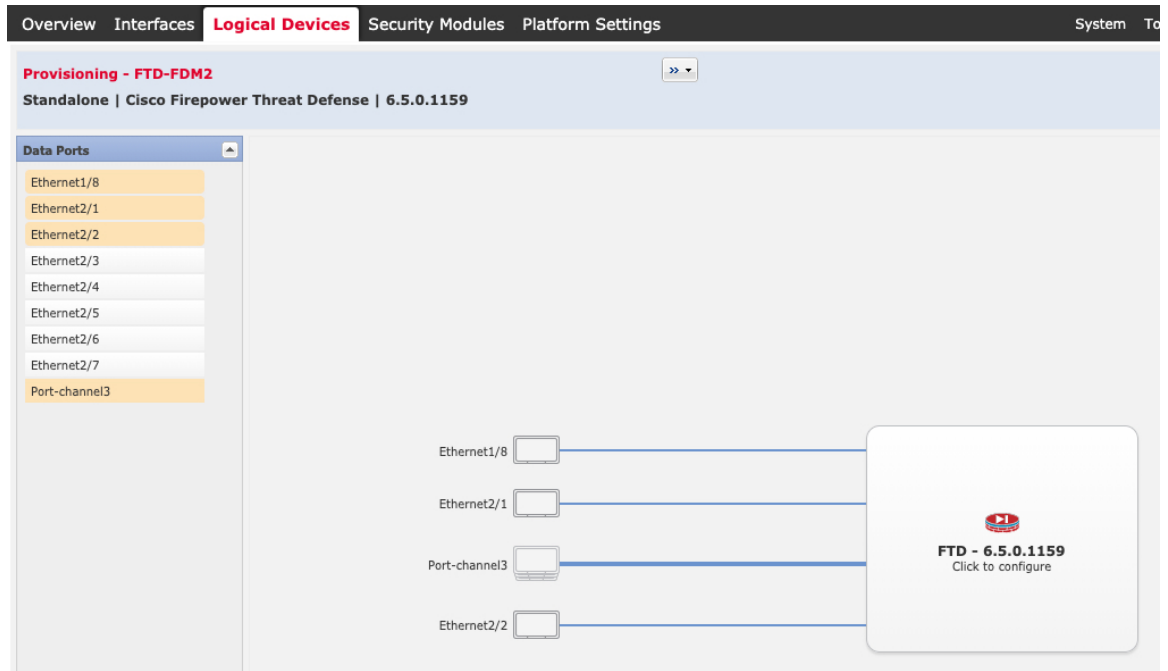 Overview Interfaces Logical Devices Security Modules Platform Settings System To
Provisioning - FTD-FDM2
Standalone | Cisco Firepower Threat Defense | 6.5.0.1159
Data Ports
Ethernet1/8
Ethernet2/1
Ethernet2/2
Ethernet2/3
Ethernet2/4
Ethernet2/5
Ethernet2/6
Ethernet2/7
Port-channel3
Ethernet1/8
Ethernet2/1
Port-channel3
Ethernet2/2
FTD - 6.5.0.1159
Click to configure